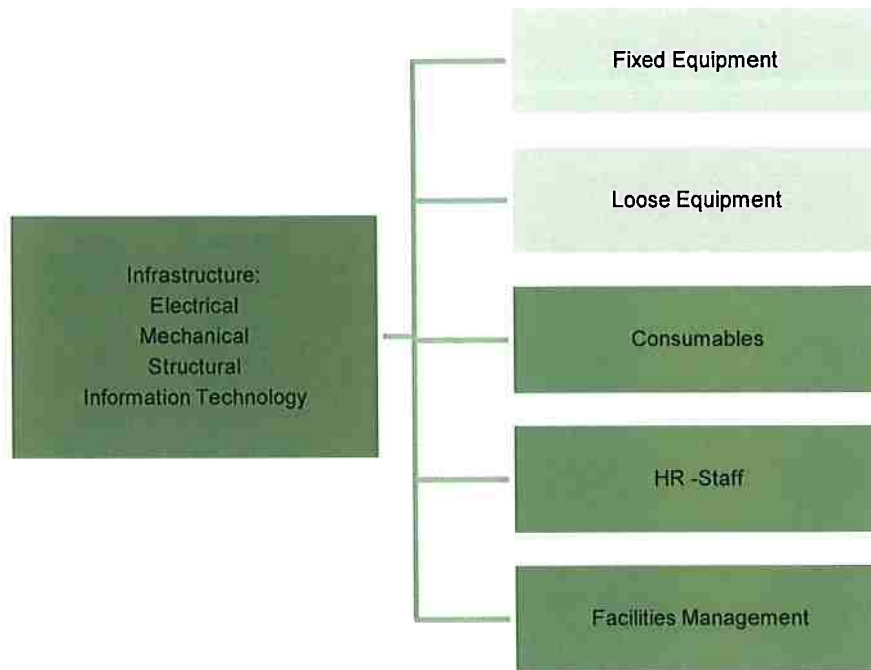 Fixed Equipment
Loose Equipment
Infrastructure:
Electrical
Mechanical
Structural
Information Technology
Consumables
HR -Staff
Facilities Management